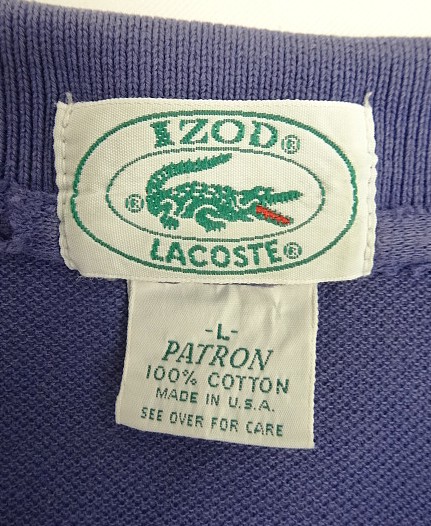 IZOD®
®
LACOSTE®
-L-
PATRON
100% COTTON
MADE IN U.S.A.
SEE OVER FOR CARE